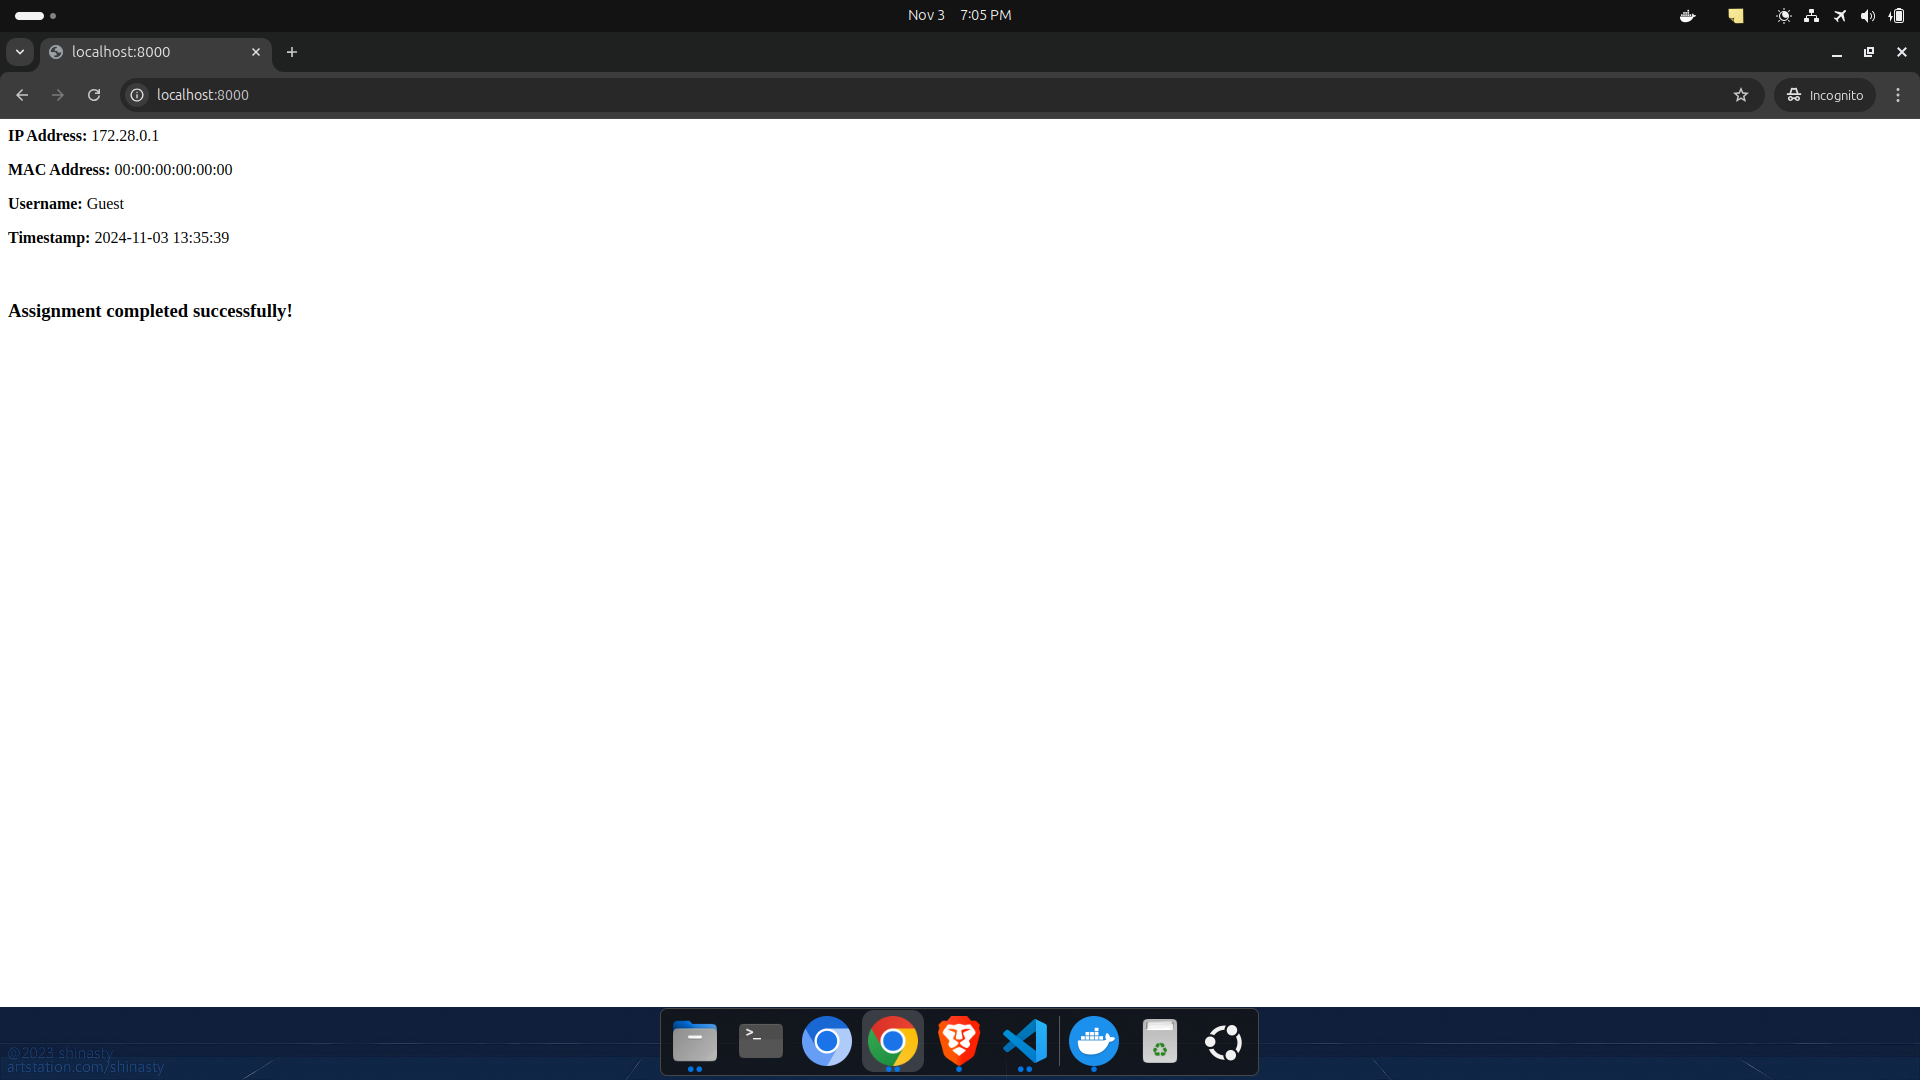 Nov 3 7:05 PM
localhost:8000
localhost:8000
Incognito
IP Address: 172.28.0.1
MAC Address: 00:00:00:00:00:00
Username: Guest
Timestamp: 2024-11-03 13:35:39
Assignment completed successfully!
>_
@2023 shinasty
artstation.com/shinasty